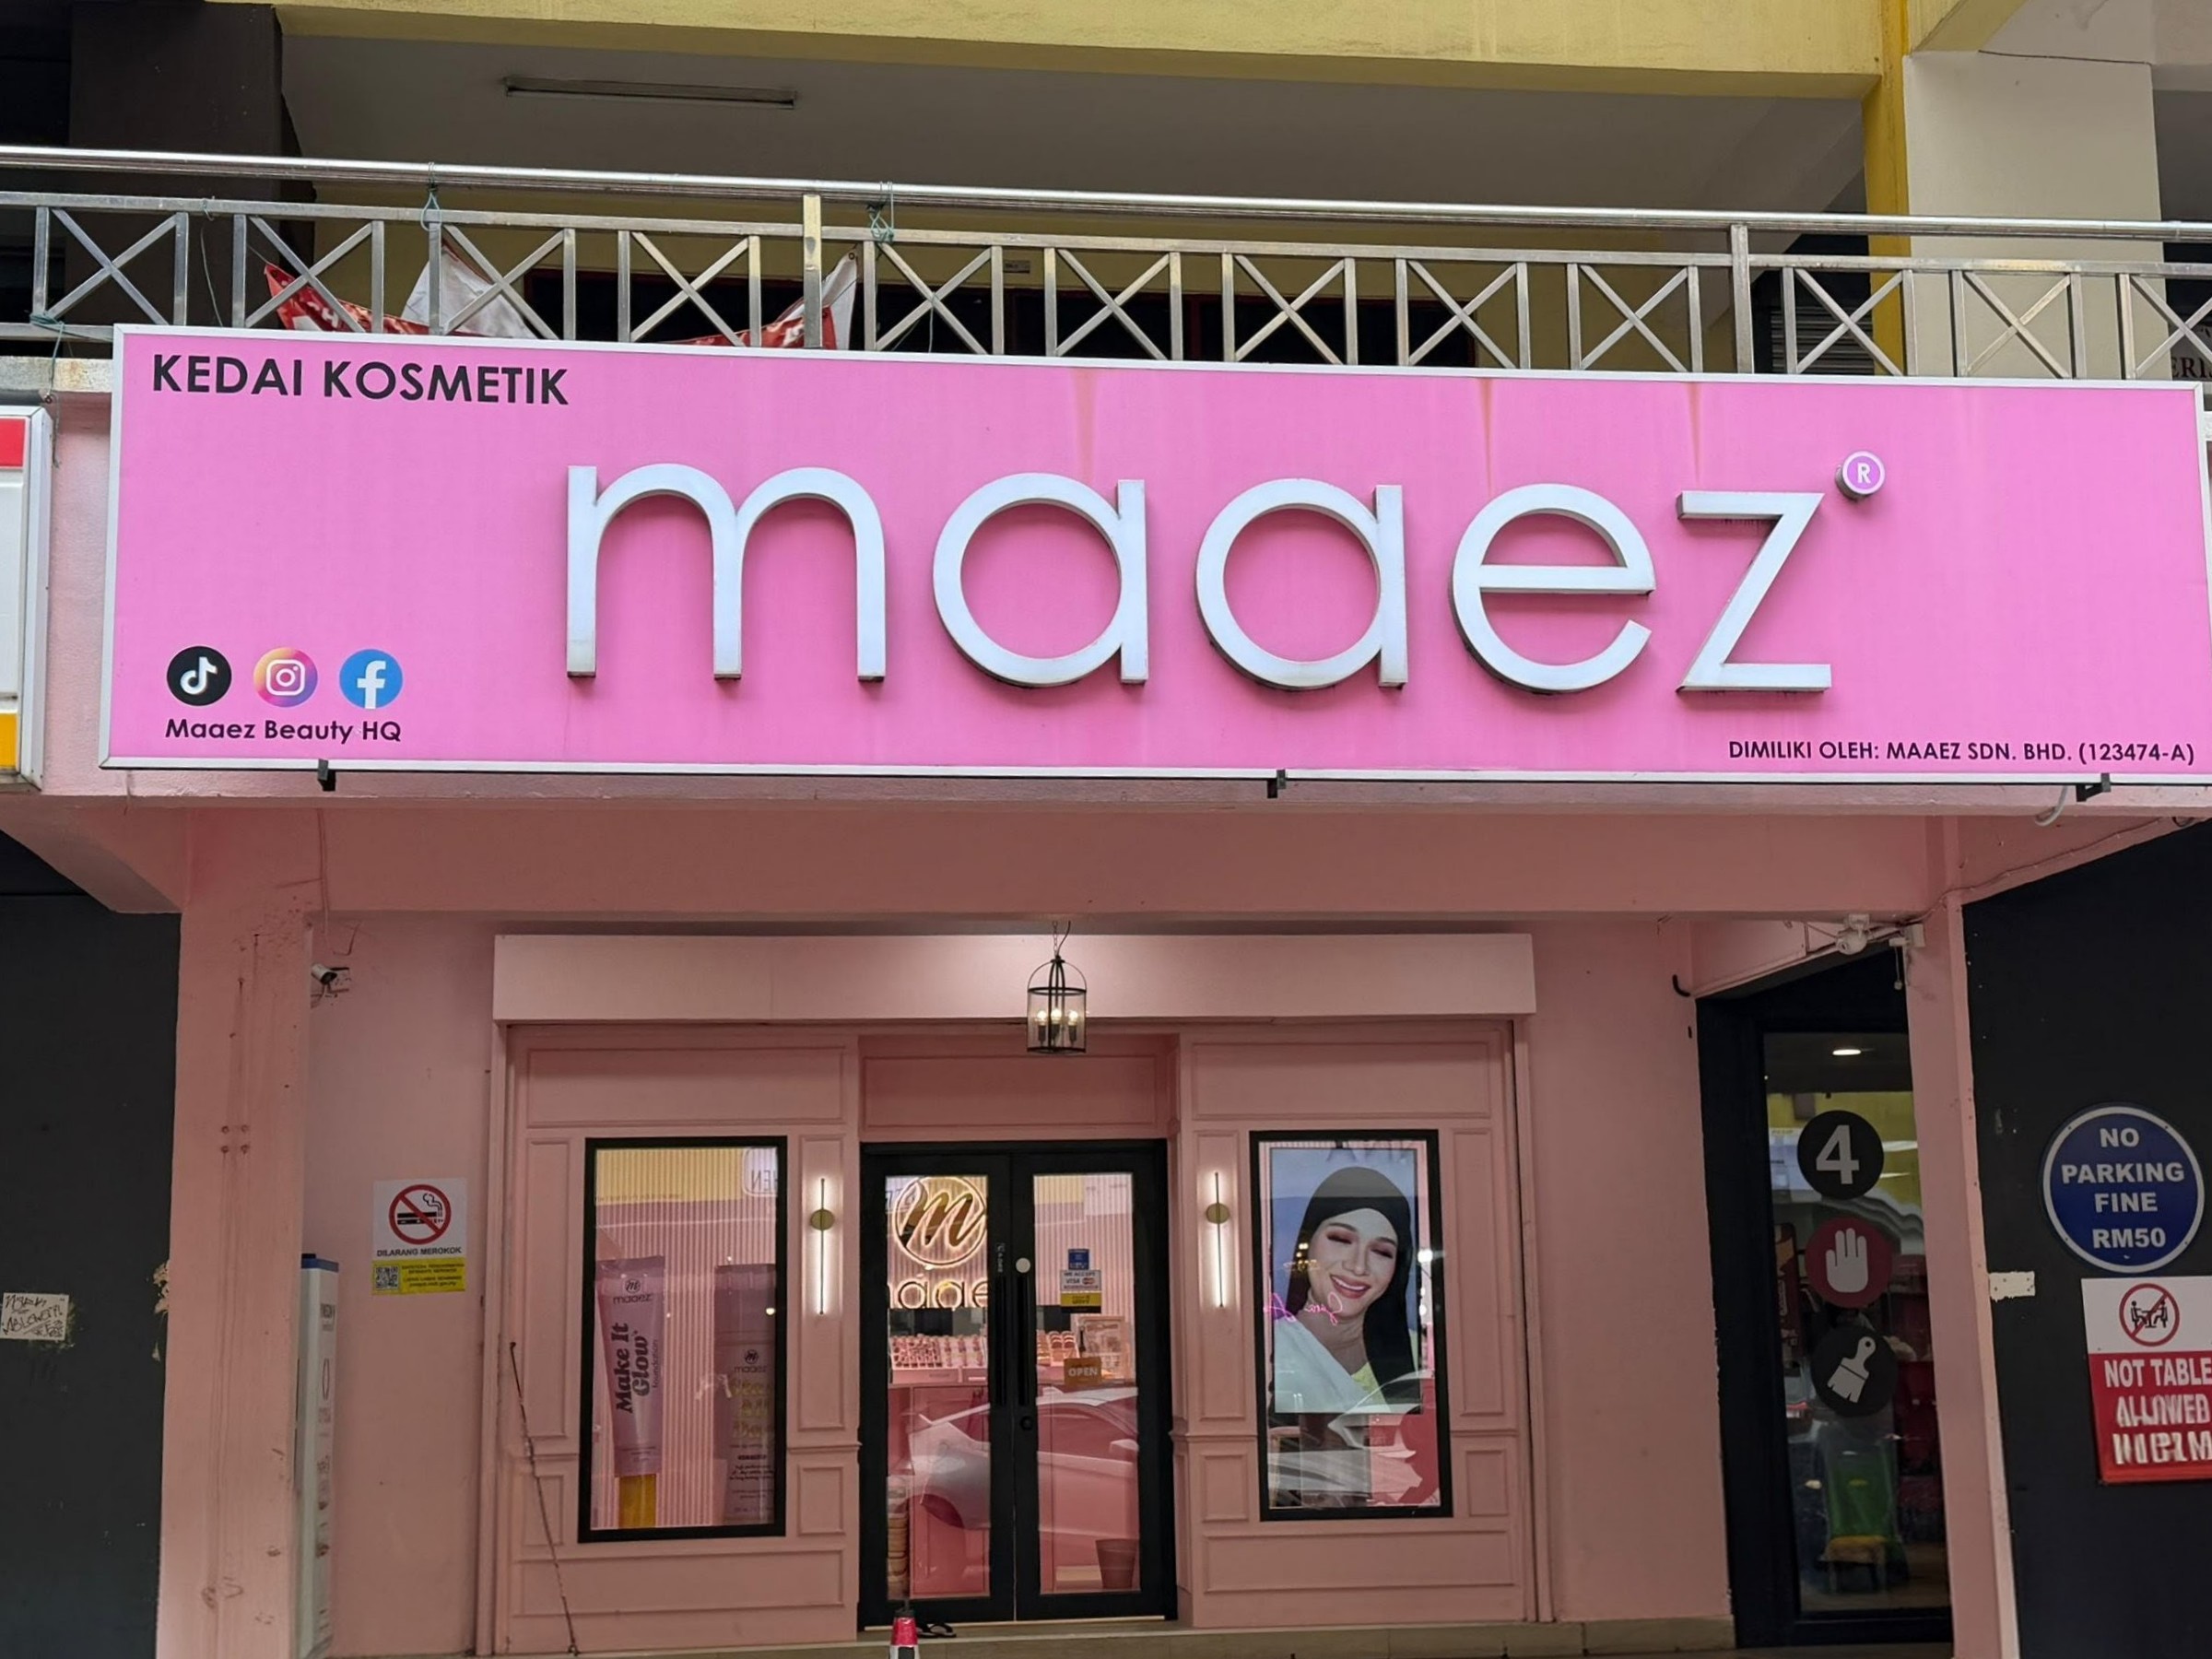 KEDAI KOSMETIK
maaez
R
Maaez Beauty HQ
DIMILIKI OLEH: MAAEZ SDN. BHD. (123474-A)
DILARANG MEROKOK
m
maaez
Make It
Glow
maaez
OPEN
VISA
4
NO
PARKING
FINE
RM50
NOT TABLE